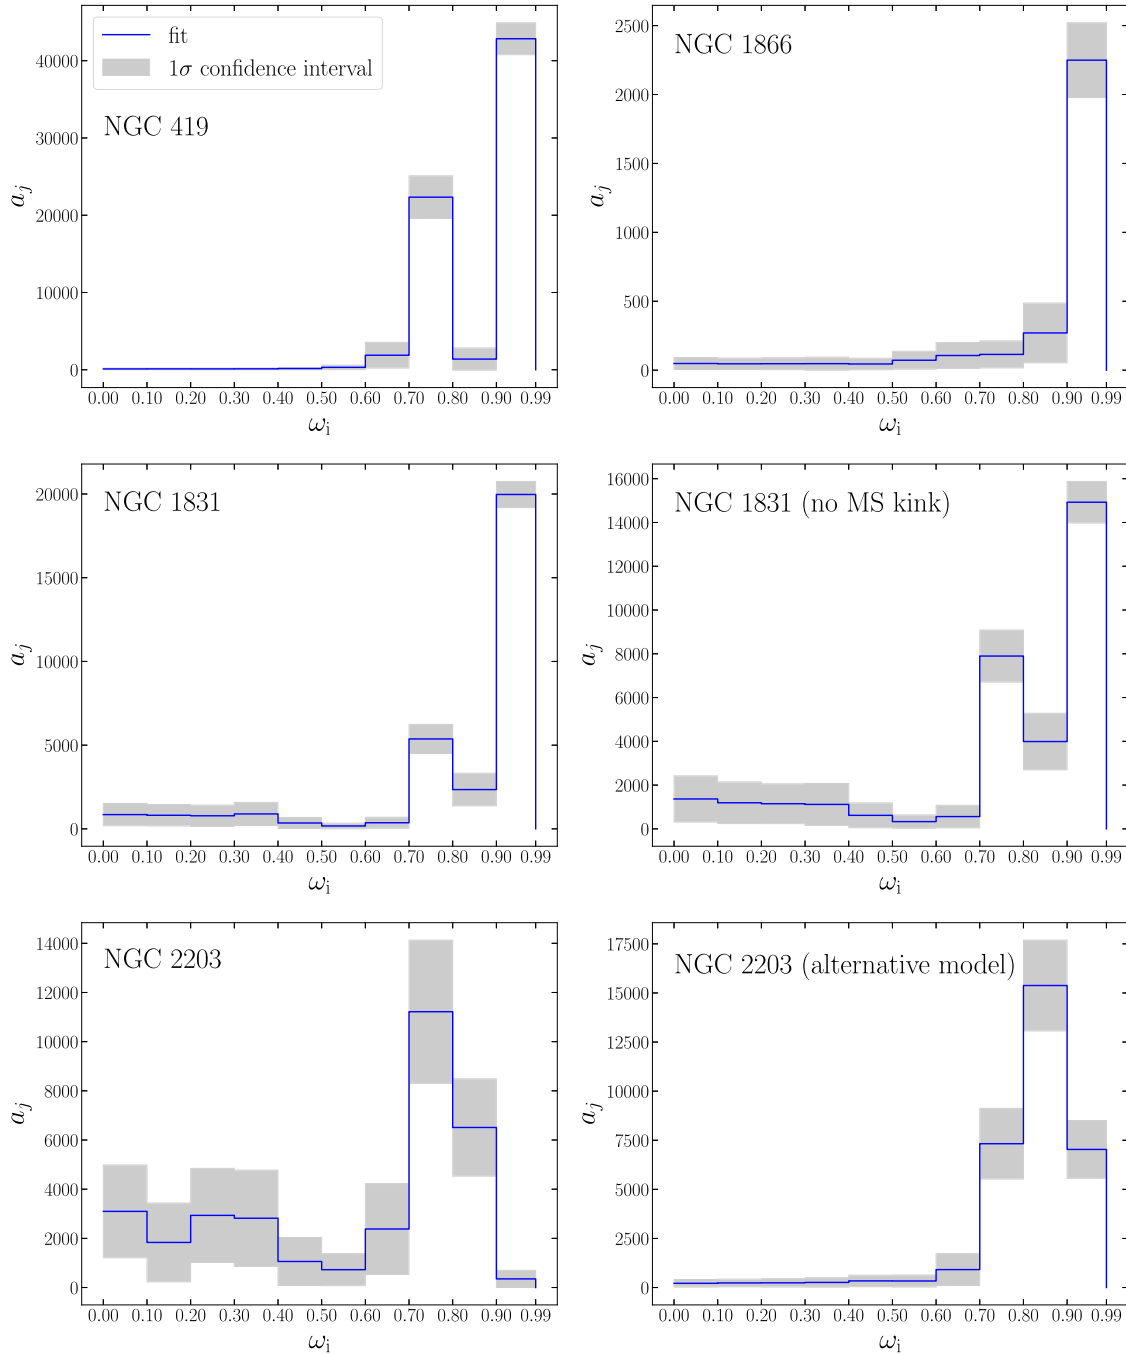 fit
1σ confidence interval
NGC 419
a_j
40000
30000
20000
10000
0
0.00 0.10 0.20 0.30 0.40 0.50 0.60 0.70 0.80 0.90 0.99
ω_i
NGC 1866
a_j
2500
2000
1500
1000
500
0
0.00 0.10 0.20 0.30 0.40 0.50 0.60 0.70 0.80 0.90 0.99
ω_i
NGC 1831
a_j
20000
15000
10000
5000
0
0.00 0.10 0.20 0.30 0.40 0.50 0.60 0.70 0.80 0.90 0.99
ω_i
NGC 1831 (no MS kink)
a_j
16000
14000
12000
10000
8000
6000
4000
2000
0
0.00 0.10 0.20 0.30 0.40 0.50 0.60 0.70 0.80 0.90 0.99
ω_i
NGC 2203
a_j
14000
12000
10000
8000
6000
4000
2000
0
0.00 0.10 0.20 0.30 0.40 0.50 0.60 0.70 0.80 0.90 0.99
ω_i
NGC 2203 (alternative model)
a_j
17500
15000
12500
10000
7500
5000
2500
0
0.00 0.10 0.20 0.30 0.40 0.50 0.60 0.70 0.80 0.90 0.99
ω_i